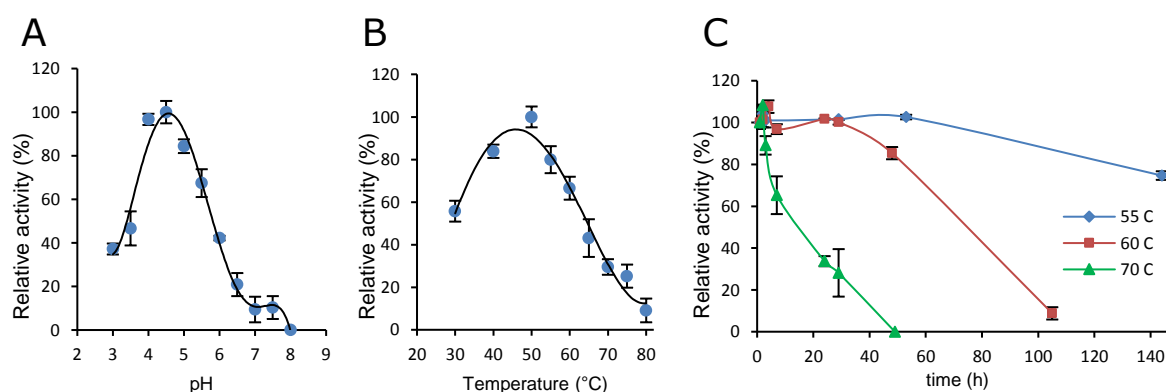 A
Relative activity (%)
120
100
80
60
40
20
0
2 3 4 5 6 7 8 9
pH
B
Relative activity (%)
120
100
80
60
40
20
0
20 30 40 50 60 70 80
Temperature (°C)
C
Relative activity (%)
120
100
80
60
40
20
0
0 20 40 60 80 100 120 140
time (h)
55 C
60 C
70 C